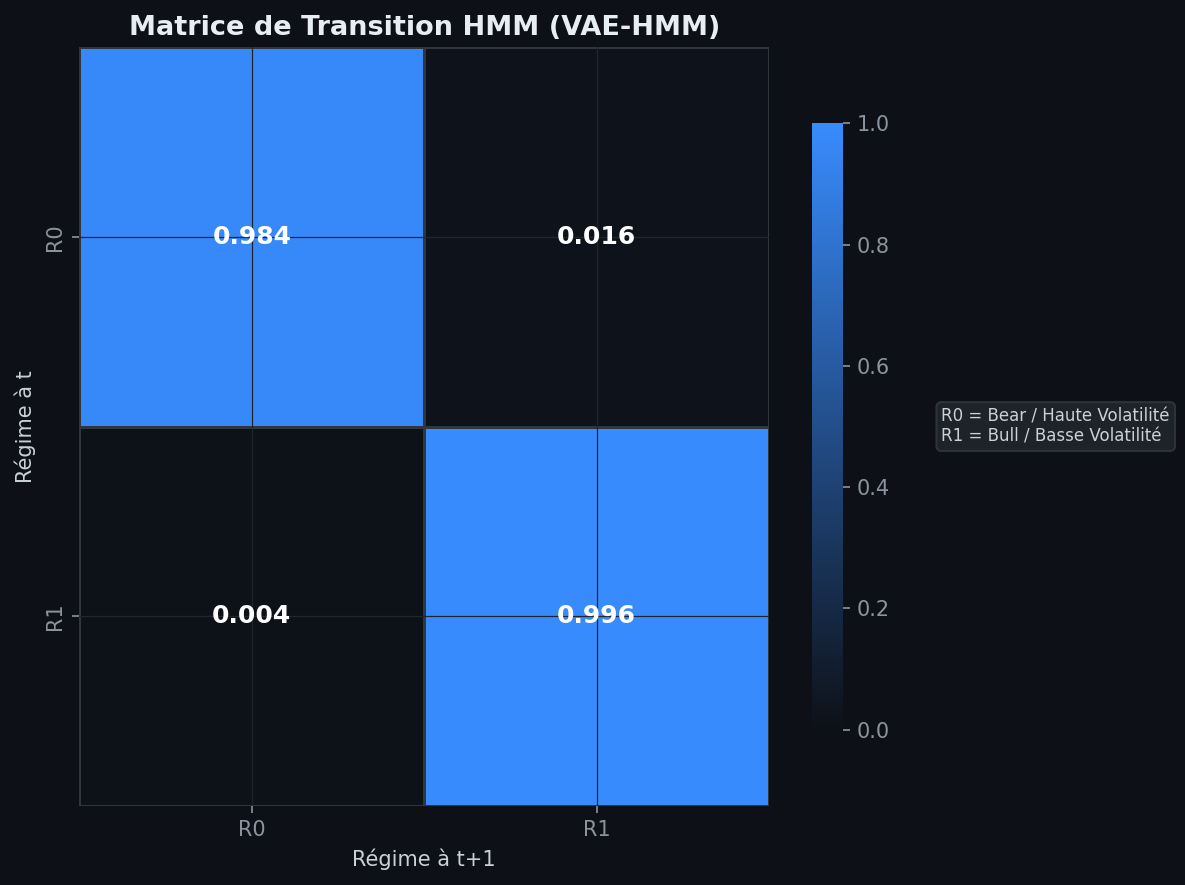 Matrice de Transition HMM (VAE-HMM)
Régime à t
R0
R1
0.984
0.016
0.004
0.996
R0
R1
Régime à t+1
1.0
0.8
0.6
0.4
0.2
0.0
R0 = Bear / Haute Volatilité
R1 = Bull / Basse Volatilité